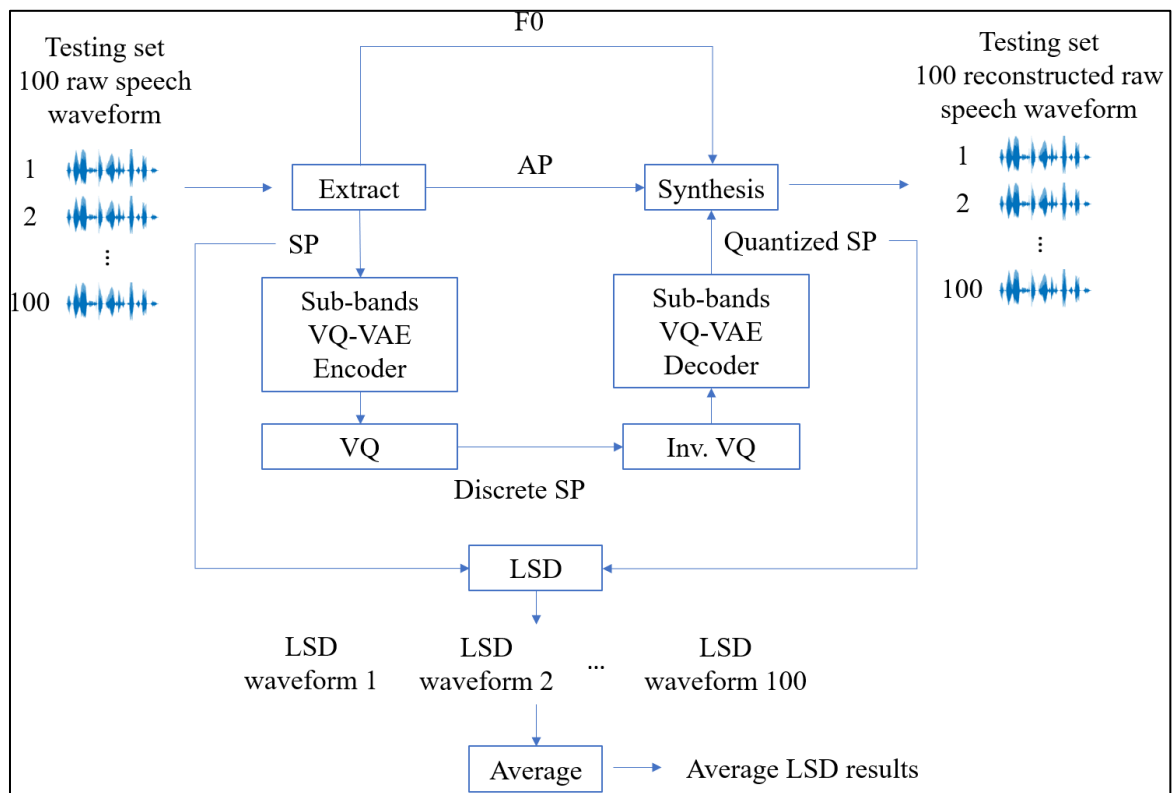 F0
Testing set
100 raw speech
waveform
1
2
...
100
Extract
AP
Synthesis
Testing set
100 reconstructed raw
speech waveform
1
2
...
100
SP
Quantized SP
Sub-bands
VQ-VAE
Encoder
Sub-bands
VQ-VAE
Decoder
VQ
Inv. VQ
Discrete SP
LSD
LSD
waveform 1
LSD
waveform 2
...
LSD
waveform 100
Average
Average LSD results